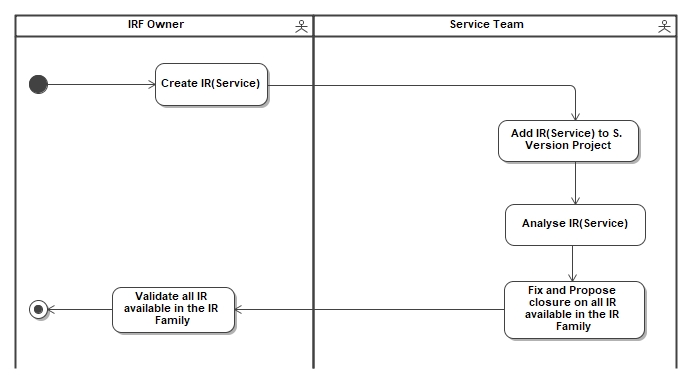 IRF Owner
Service Team
Create IR(Service)
Add IR(Service) to S.
Version Project
Analyse IR(Service)
Fix and Propose
closure on all IR
available in the IR
Family
Validate all IR
available in the IR
Family